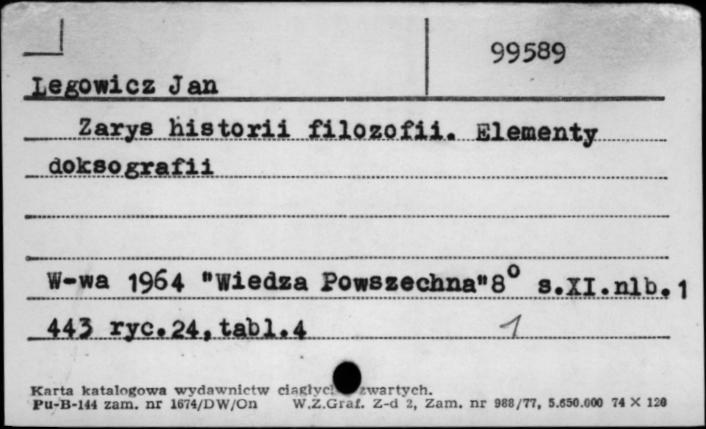 99589
Legowicz Jan
Zarys historii filozofii. Elementy
doksografii
W-wa 1964 "Wiedza Powszechna" 8° s.XI.nlb.1
443 ryc.24, tabl.4 1
Karta katalogowa wydawnictw zwartych.
Pu-B-144 zam. nr 1674/DW/On W.Z.Graf. Z-d 2, Zam. nr 988/77, 5.650.000 74 X 120